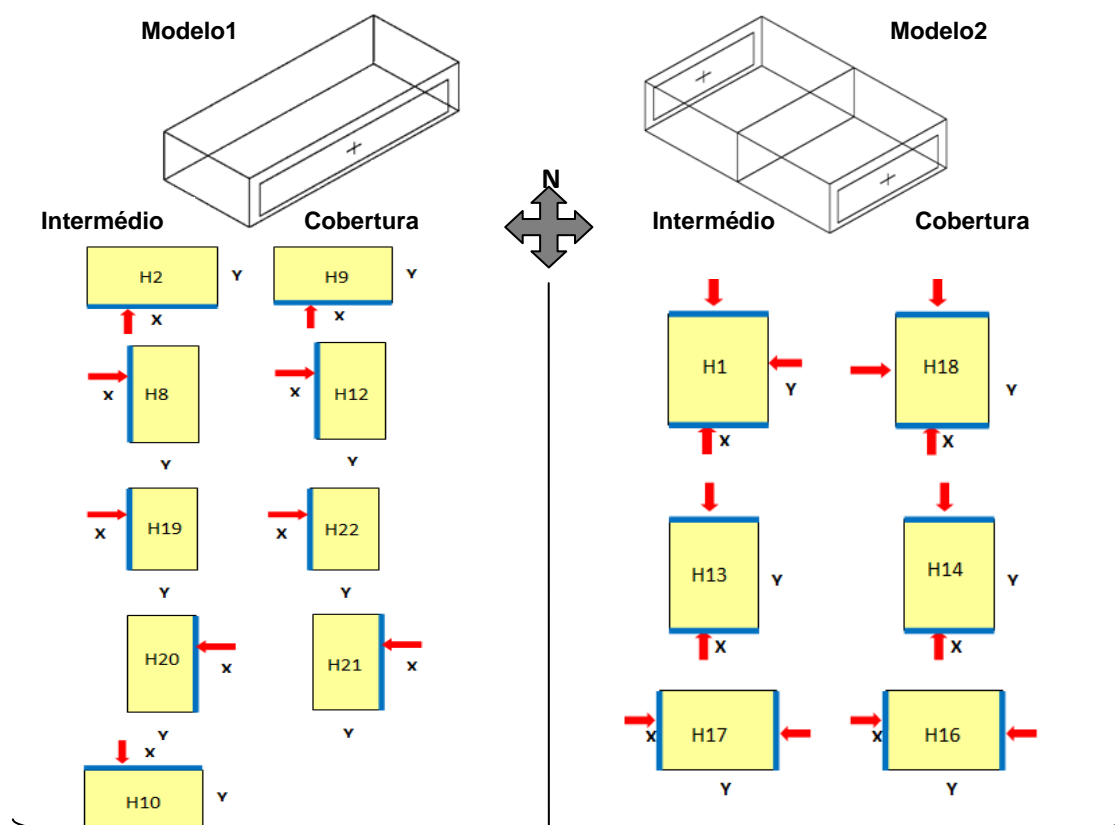 Modelo1
Modelo2
N
Intermédio
Cobertura
Intermédio
Cobertura
H2
Y
X
H9
Y
X
H8
X
Y
H12
X
Y
H19
X
Y
H22
X
Y
H20
X
Y
H21
X
Y
X
H10
Y
H1
Y
X
H18
Y
X
H13
Y
X
H14
Y
X
X
H17
Y
X
H16
Y